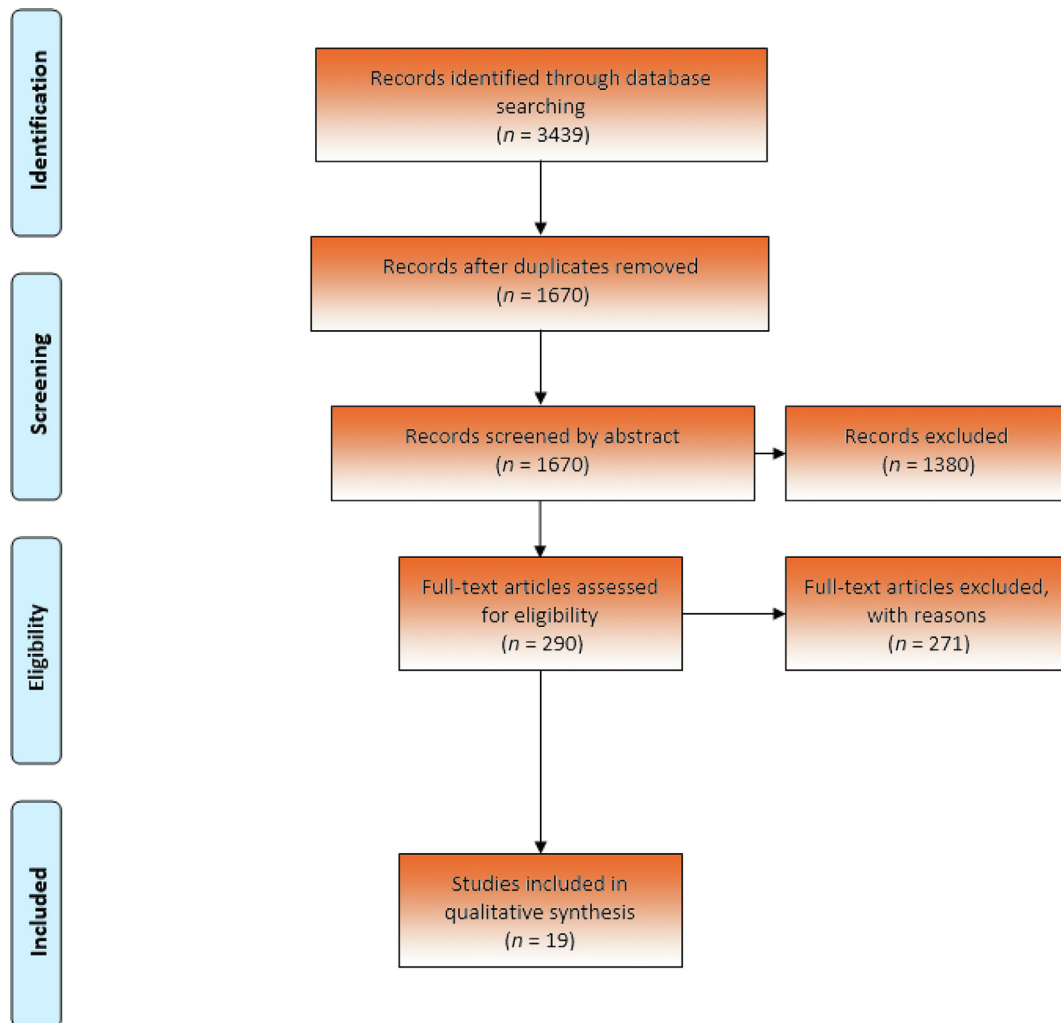 Identification
Records identified through database
searching
(n = 3439)
Records after duplicates removed
(n = 1670)
Screening
Records screened by abstract
(n = 1670)
Records excluded
(n = 1380)
Eligibility
Full-text articles assessed
for eligibility
(n = 290)
Full-text articles excluded,
with reasons
(n = 271)
Included
Studies included in
qualitative synthesis
(n = 19)